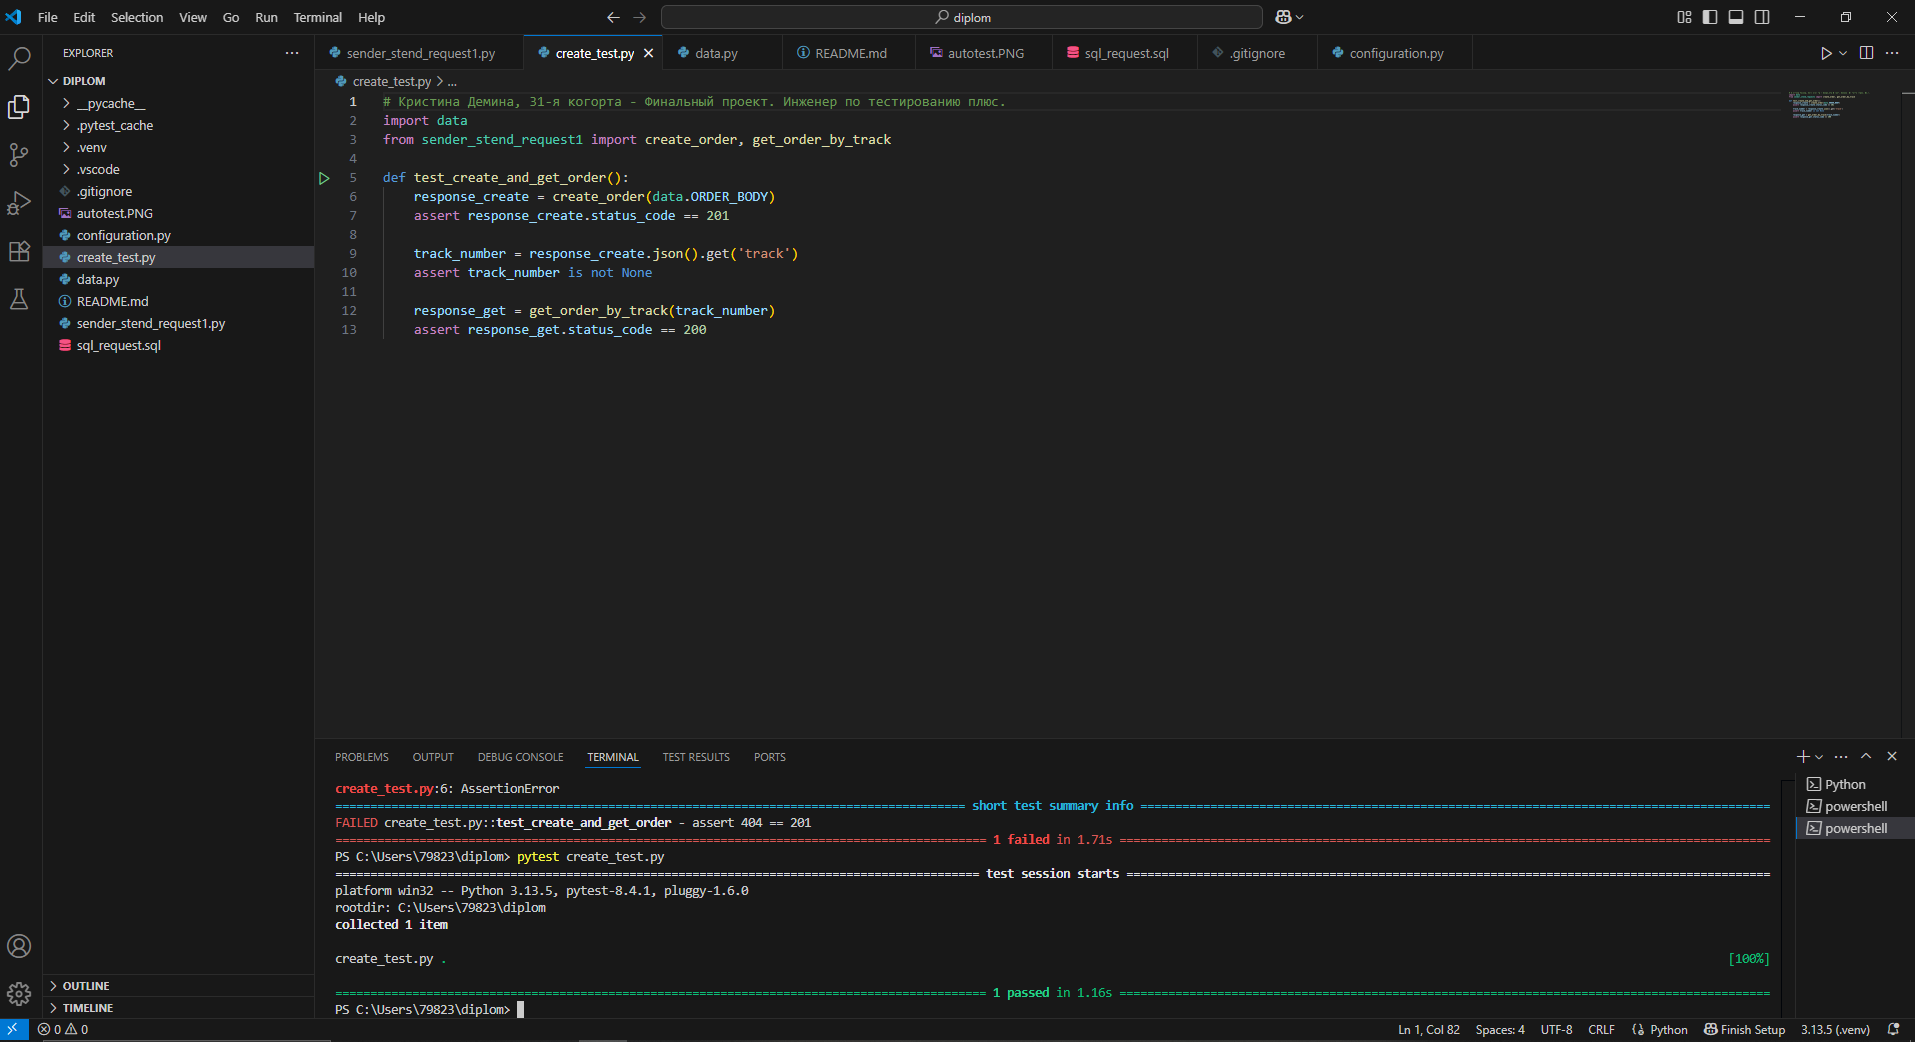 File Edit Selection View Go Run Terminal Help
diplom
EXPLORER
DIPLOM
__pycache__
.pytest_cache
.venv
.vscode
.gitignore
autotest.PNG
configuration.py
create_test.py
data.py
README.md
sender_stend_request1.py
sql_request.sql
OUTLINE
TIMELINE
sender_stend_request1.py create_test.py data.py README.md autotest.PNG sql_request.sql .gitignore configuration.py
create_test.py > ...
1 # Кристина Демина, 31-я когорта - Финальный проект. Инженер по тестированию плюс.
2 import data
3 from sender_stend_request1 import create_order, get_order_by_track
4
5 def test_create_and_get_order():
6 response_create = create_order(data.ORDER_BODY)
7 assert response_create.status_code == 201
8
9 track_number = response_create.json().get('track')
10 assert track_number is not None
11
12 response_get = get_order_by_track(track_number)
13 assert response_get.status_code == 200
PROBLEMS OUTPUT DEBUG CONSOLE TERMINAL TEST RESULTS PORTS
create_test.py:6: AssertionError
short test summary info
FAILED create_test.py::test_create_and_get_order - assert 404 == 201
1 failed in 1.71s
PS C:\Users\79823\diplom> pytest create_test.py
test session starts
platform win32 -- Python 3.13.5, pytest-8.4.1, pluggy-1.6.0
rootdir: C:\Users\79823\diplom
collected 1 item
create_test.py . [100%]
1 passed in 1.16s
PS C:\Users\79823\diplom>
Python
powershell
powershell
0 0 Ln 1, Col 82 Spaces: 4 UTF-8 CRLF Python Finish Setup 3.13.5 (.venv)